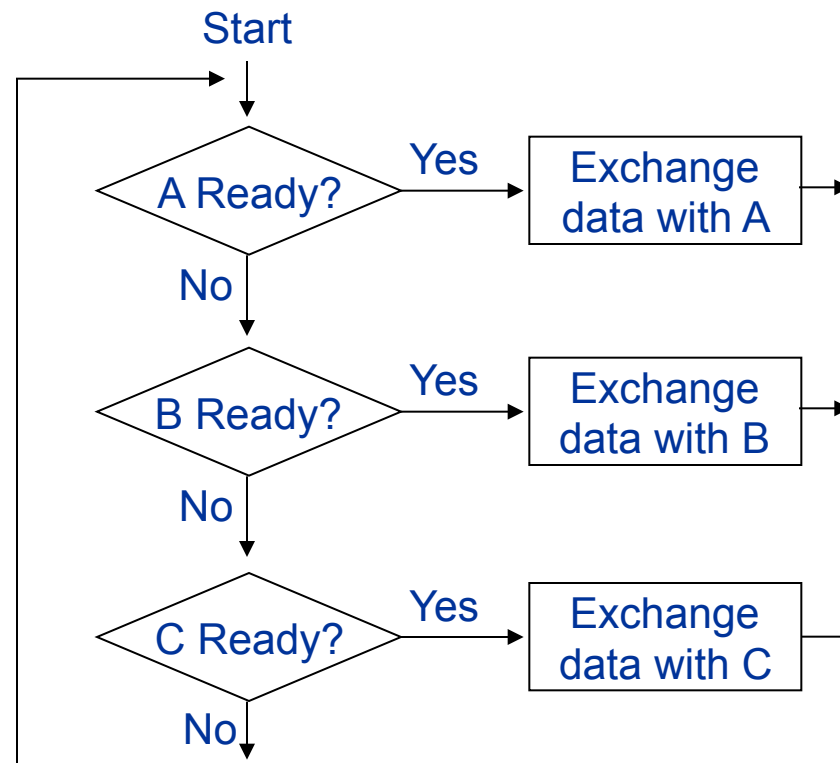 Start
A Ready?
Yes
Exchange
data with A
No
B Ready?
Yes
Exchange
data with B
No
C Ready?
Yes
Exchange
data with C
No